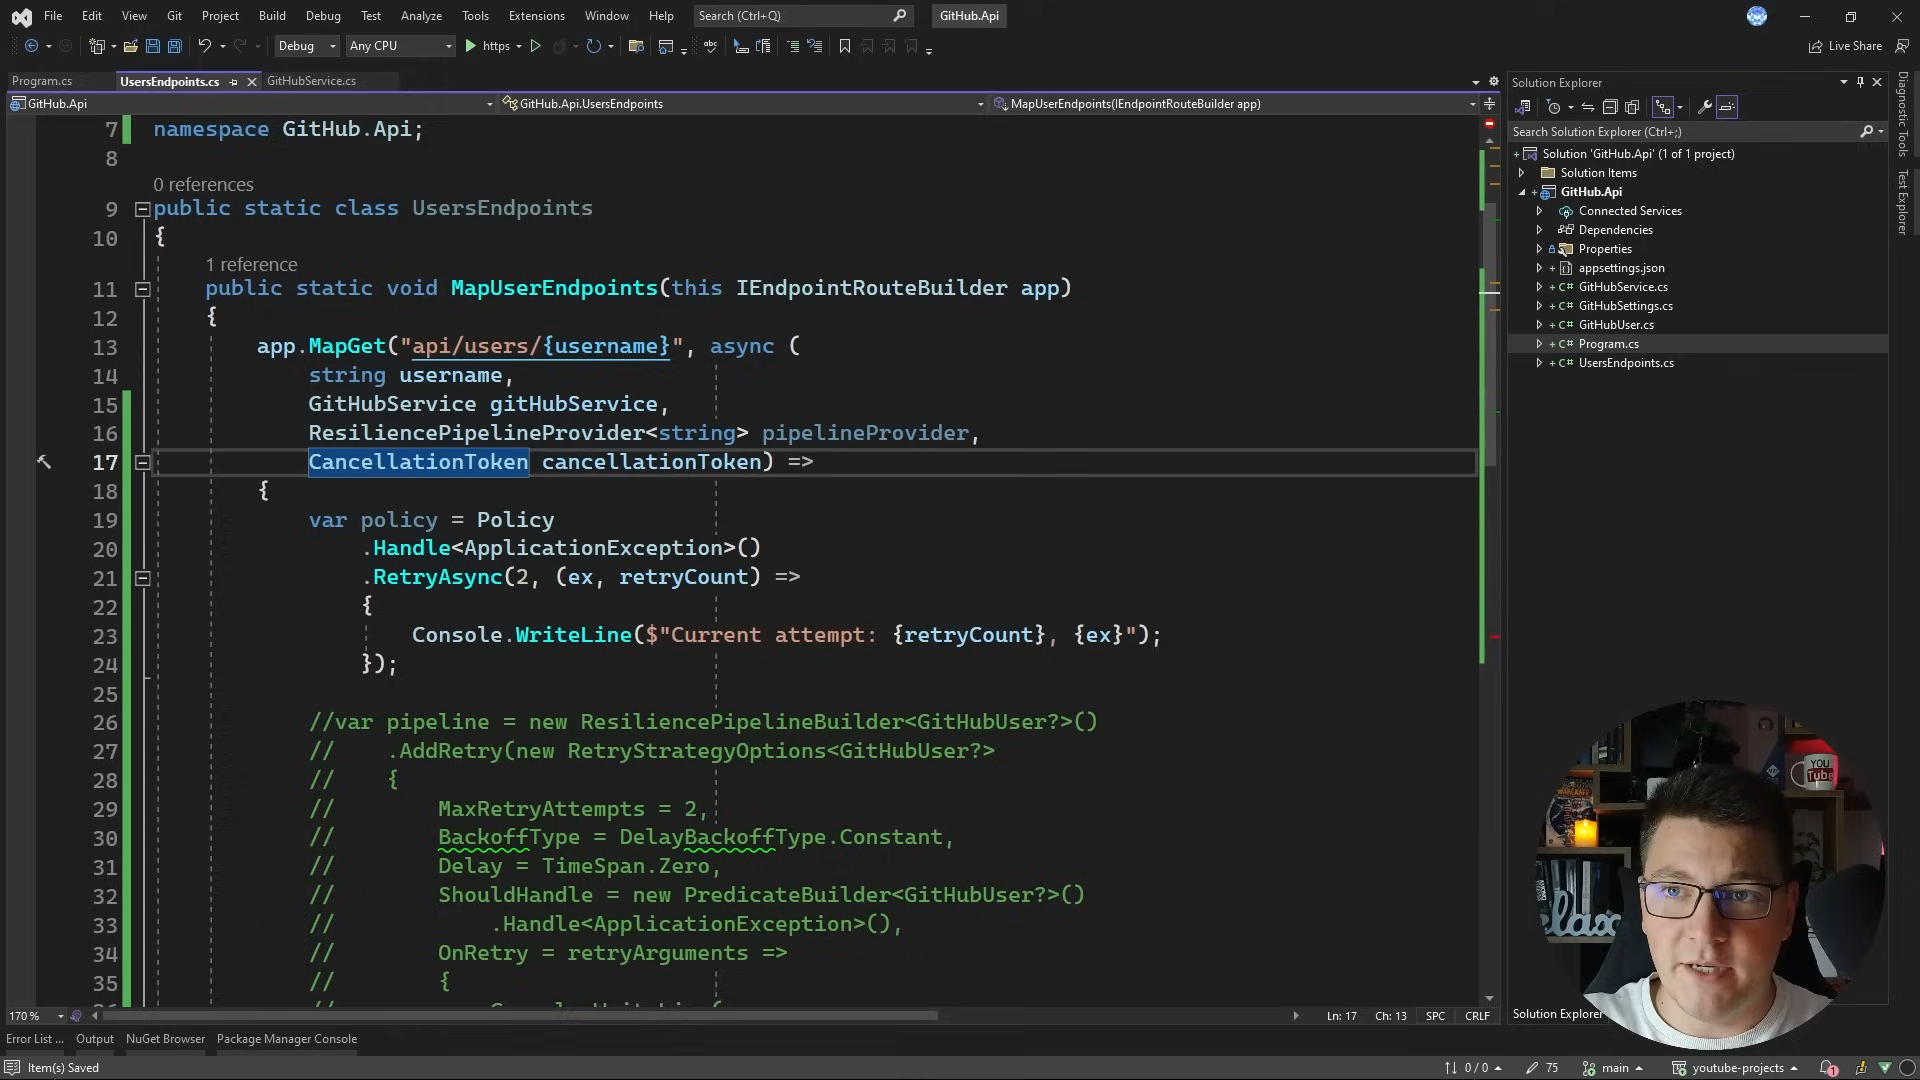 File Edit View Git Project Build Debug Test Analyze Tools Extensions Window Help Search (Ctrl+Q) GitHub.Api
Debug Any CPU https Live Share
Program.cs UsersEndpoints.cs GitHubService.cs
GitHub.Api GitHub.Api.UsersEndpoints MapUserEndpoints(IEndpointRouteBuilder app)
7 namespace GitHub.Api;
8
0 references
9 public static class UsersEndpoints
10 {
1 reference
11 public static void MapUserEndpoints(this IEndpointRouteBuilder app)
12 {
13 app.MapGet("api/users/{username}", async (
14 string username,
15 GitHubService gitHubService,
16 ResiliencePipelineProvider<string> pipelineProvider,
17 CancellationToken cancellationToken) =>
18 {
19 var policy = Policy
20 .Handle<ApplicationException>()
21 .RetryAsync(2, (ex, retryCount) =>
22 {
23 Console.WriteLine($"Current attempt: {retryCount}, {ex}");
24 });
25
26 //var pipeline = new ResiliencePipelineBuilder<GitHubUser?>()
27 // .AddRetry(new RetryStrategyOptions<GitHubUser?>
28 // {
29 // MaxRetryAttempts = 2,
30 // BackoffType = DelayBackoffType.Constant,
31 // Delay = TimeSpan.Zero,
32 // ShouldHandle = new PredicateBuilder<GitHubUser?>()
33 // .Handle<ApplicationException>(),
34 // OnRetry = retryArguments =>
35 // {
170 % Ln: 17 Ch: 13 SPC CRLF
Error List ... Output NuGet Browser Package Manager Console
Item(s) Saved 0 / 0 75 main youtube-projects 1
Solution Explorer
Search Solution Explorer (Ctrl+;)
Solution 'GitHub.Api' (1 of 1 project)
Solution Items
GitHub.Api
Connected Services
Dependencies
Properties
appsettings.json
C# GitHubService.cs
C# GitHubSettings.cs
C# GitHubUser.cs
C# Program.cs
C# UsersEndpoints.cs
Solution Explorer
Diagnostic Tools
Test Explorer
YOU
Tube